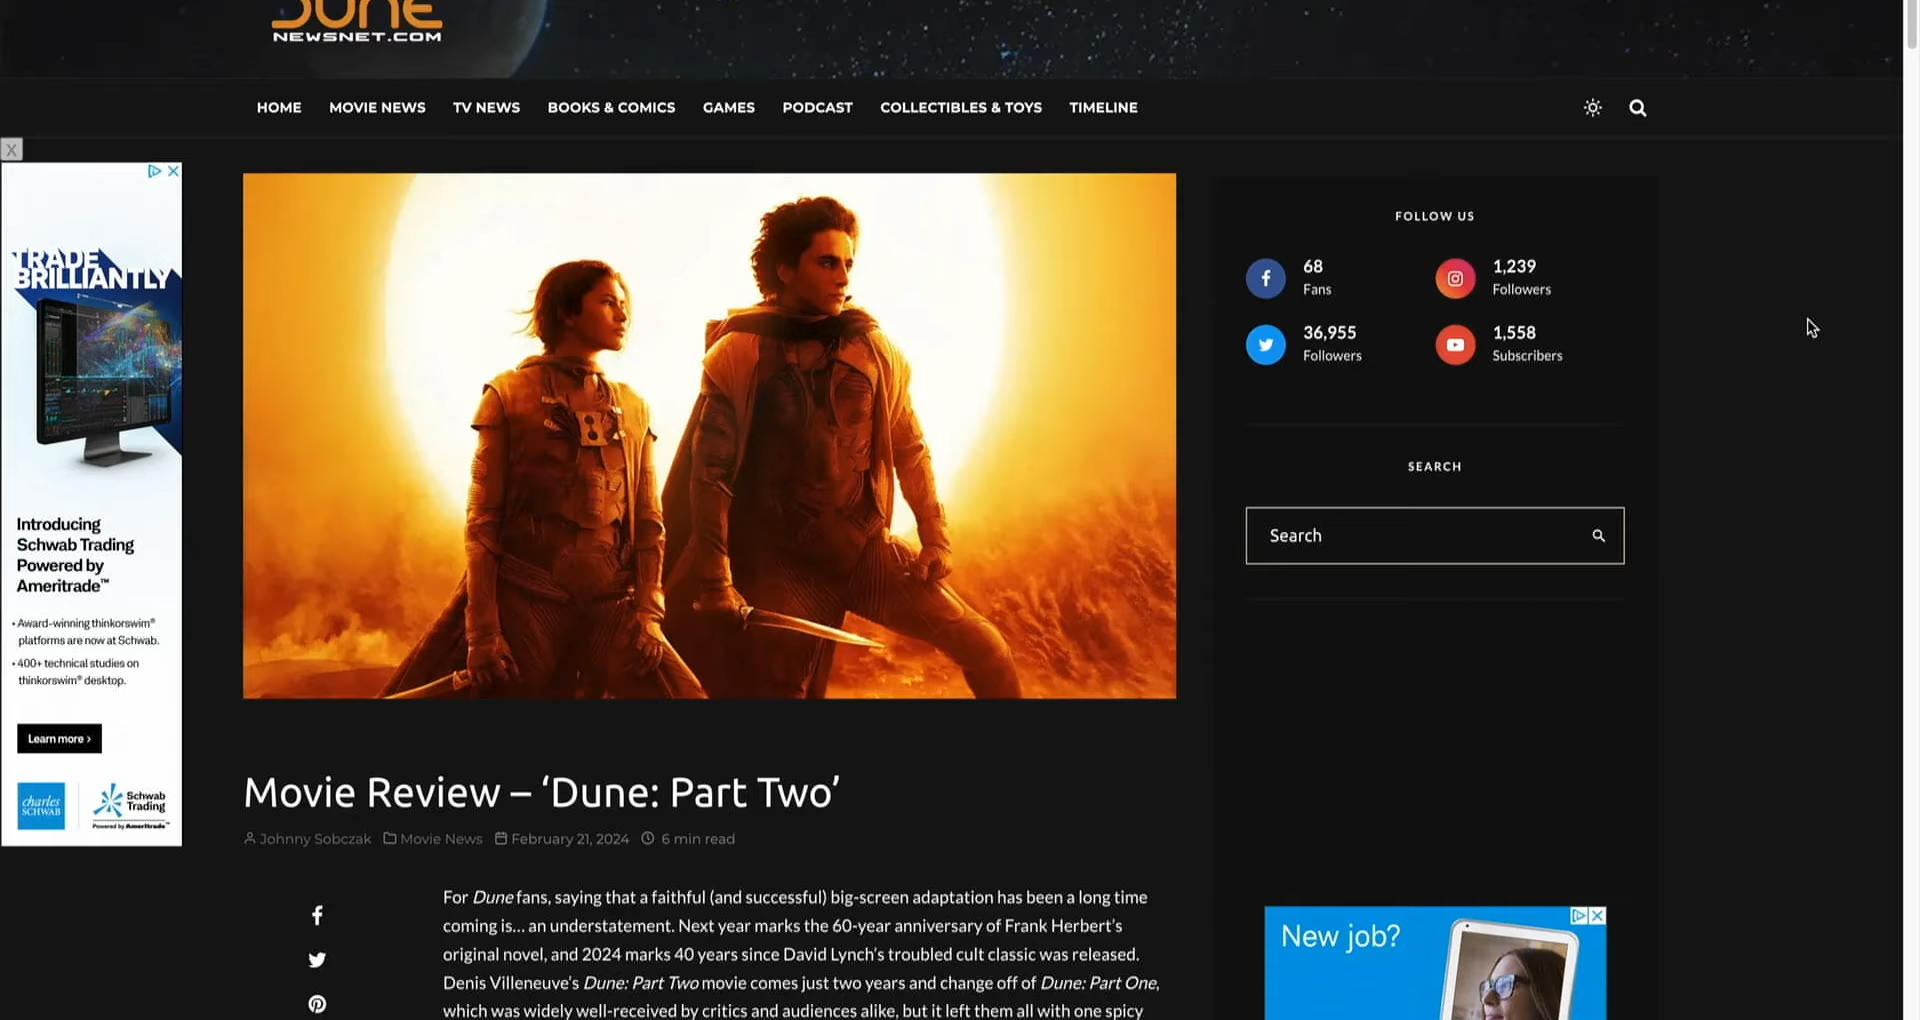 DUNE
NEWSNET.COM
HOME MOVIE NEWS TV NEWS BOOKS & COMICS GAMES PODCAST COLLECTIBLES & TOYS TIMELINE
X
TRADE
BRILLIANTLY
Introducing
Schwab Trading
Powered by
Ameritrade™
• Award-winning thinkorswim®
platforms are now at Schwab.
• 400+ technical studies on
thinkorswim® desktop.
Learn more >
charles
SCHWAB
Schwab
Trading
Powered by Ameritrade™
FOLLOW US
68
Fans
1,239
Followers
36,955
Followers
1,558
Subscribers
SEARCH
Search
Movie Review – ‘Dune: Part Two’
Johnny Sobczak Movie News February 21, 2024 6 min read
For Dune fans, saying that a faithful (and successful) big-screen adaptation has been a long time
coming is... an understatement. Next year marks the 60-year anniversary of Frank Herbert’s
original novel, and 2024 marks 40 years since David Lynch’s troubled cult classic was released.
Denis Villeneuve’s Dune: Part Two movie comes just two years and change off of Dune: Part One,
which was widely well-received by critics and audiences alike, but it left them all with one spicy
New job?